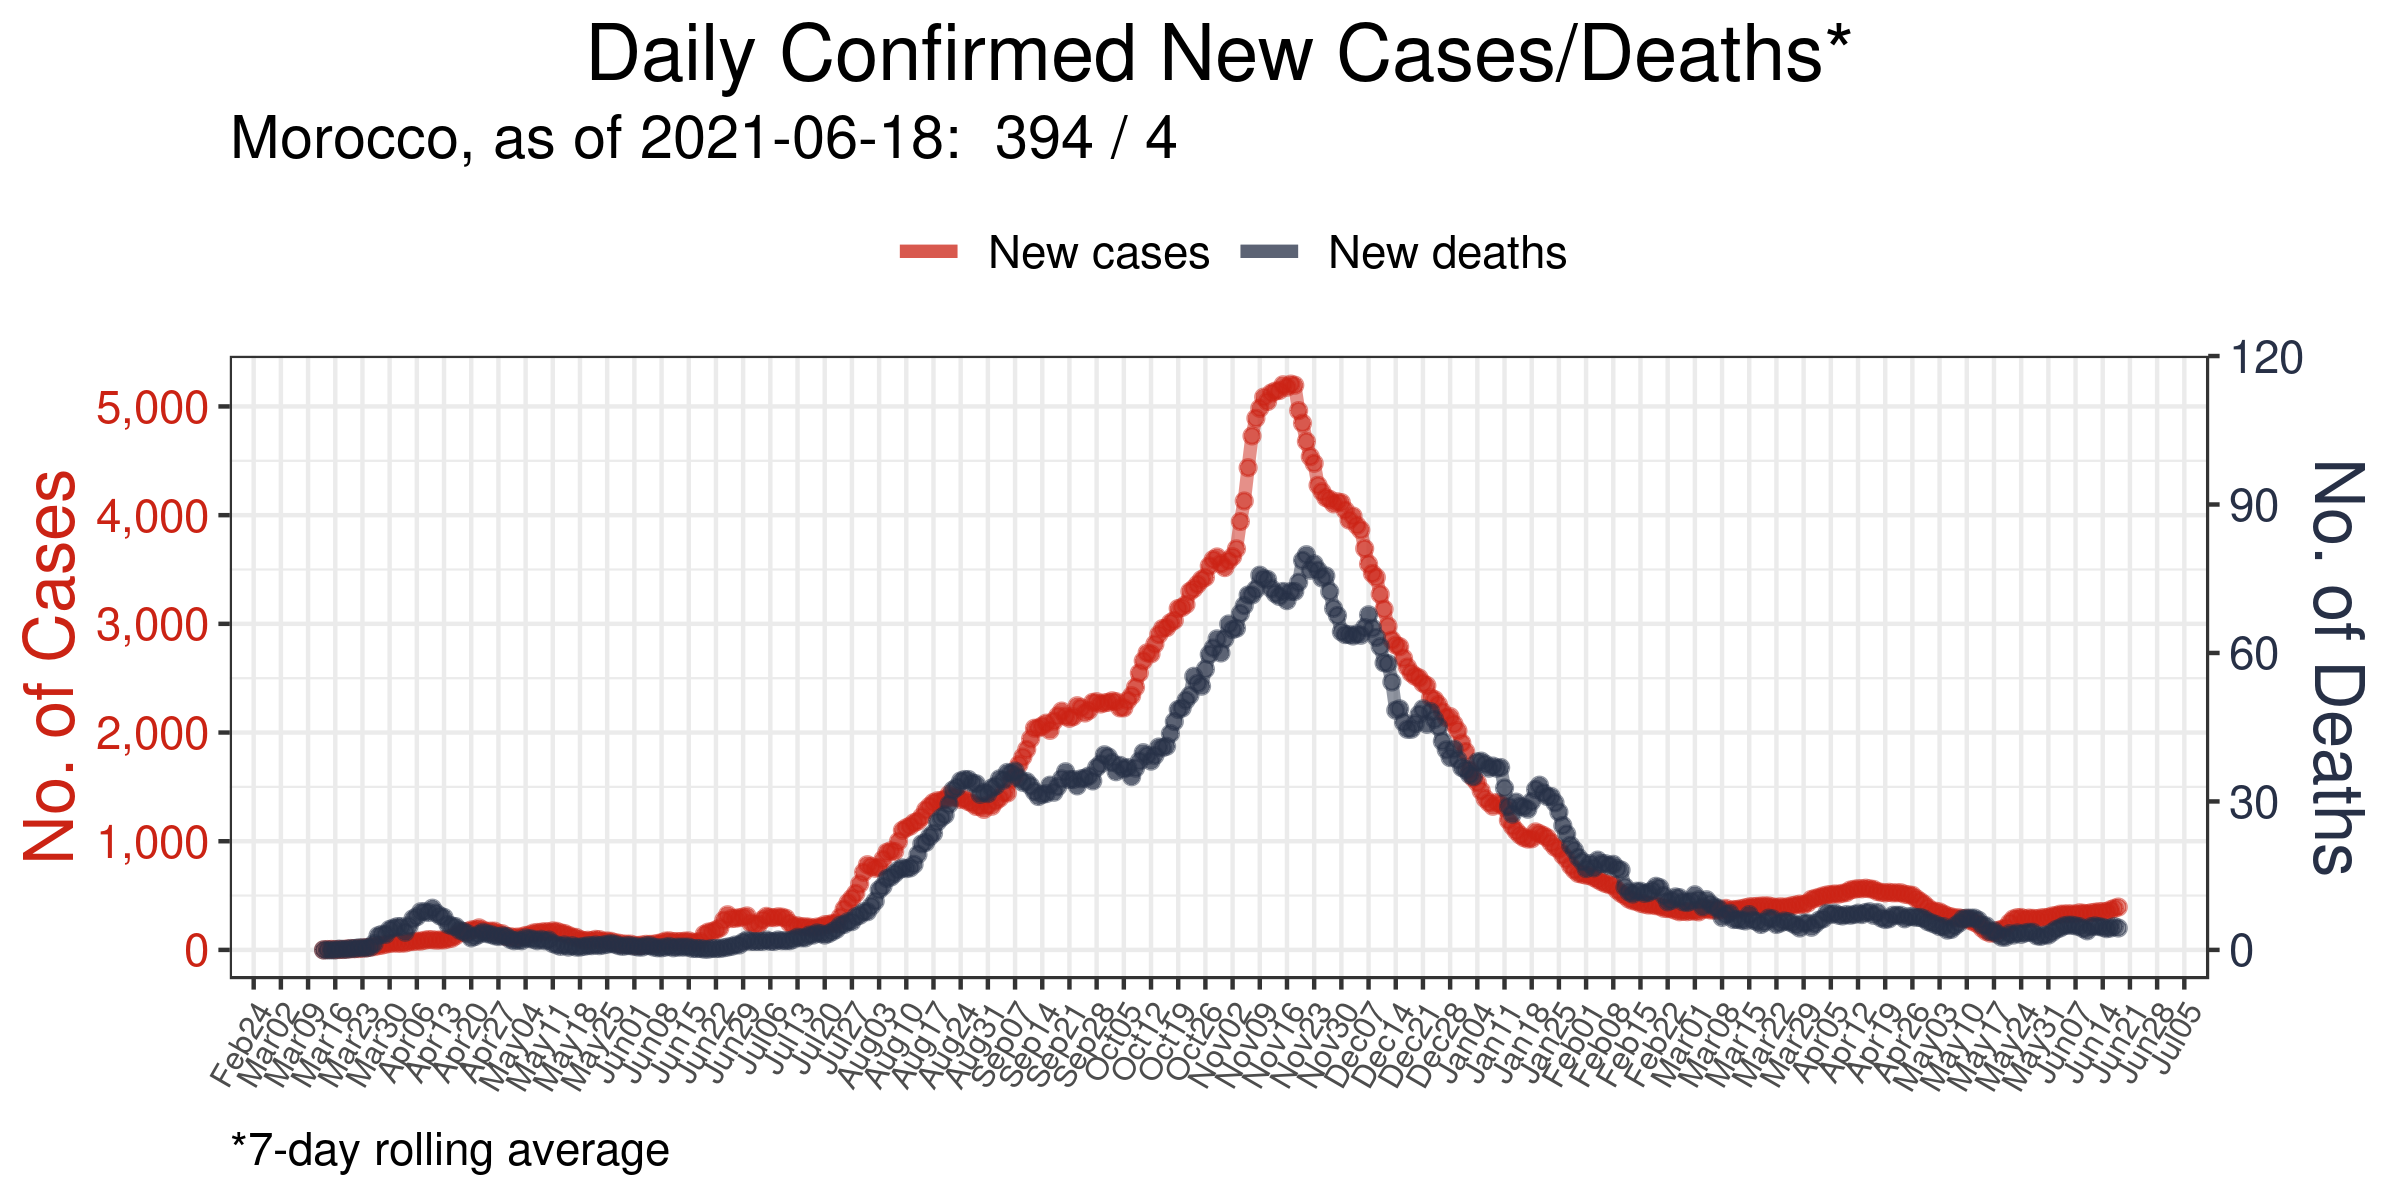 Daily Confirmed New Cases/Deaths*
Morocco, as of 2021-06-18:  394 / 4
New cases
New deaths
No. of Cases
5,000
4,000
3,000
2,000
1,000
0
120
90
60
30
0
No. of Deaths
Feb24
Mar02
Mar09
Mar16
Mar23
Mar30
Apr06
Apr13
Apr20
Apr27
May04
May11
May18
May25
Jun01
Jun08
Jun15
Jun22
Jun29
Jul06
Jul13
Jul20
Jul27
Aug03
Aug10
Aug17
Aug24
Aug31
Sep07
Sep14
Sep21
Sep28
Oct05
Oct12
Oct19
Oct26
Nov02
Nov09
Nov16
Nov23
Nov30
Dec07
Dec14
Dec21
Dec28
Jan04
Jan11
Jan18
Jan25
Feb01
Feb08
Feb15
Feb22
Mar01
Mar08
Mar15
Mar22
Mar29
Apr05
Apr12
Apr19
Apr26
May03
May10
May17
May24
May31
Jun07
Jun14
Jun21
Jun28
Jul05
*7-day rolling average